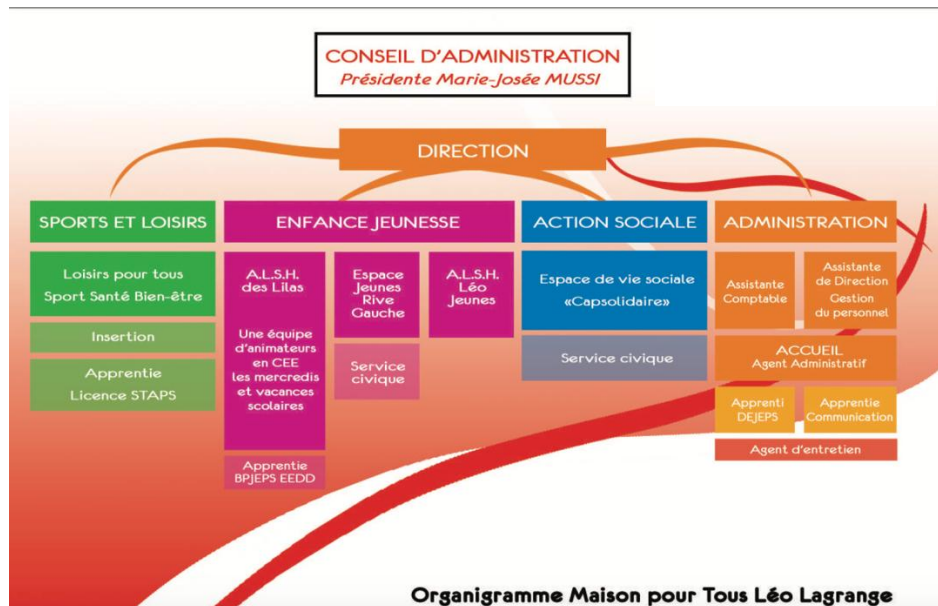 CONSEIL D'ADMINISTRATION
Présidente Marie-Josée MUSSI
DIRECTION
SPORTS ET LOISIRS
Loisirs pour tous
Sport Santé Bien-être
Insertion
Apprentie
Licence STAPS
ENFANCE JEUNESSE
A.L.S.H.
des Lilas
Une équipe
d'animateurs
en CEE
les mercredis
et vacances
scolaires
Apprentie
BPJEPS EEDD
Espace
Jeunes
Rive
Gauche
Service
civique
A.L.S.H.
Léo
Jeunes
ACTION SOCIALE
Espace de vie sociale
«Capsolidaire»
Service civique
ADMINISTRATION
Assistante
Comptable
Assistante
de Direction
Gestion
du personnel
ACCUEIL
Agent Administratif
Apprenti
DEJEPS
Apprentie
Communication
Agent d'entretien
Organigramme Maison pour Tous Léo Lagrange